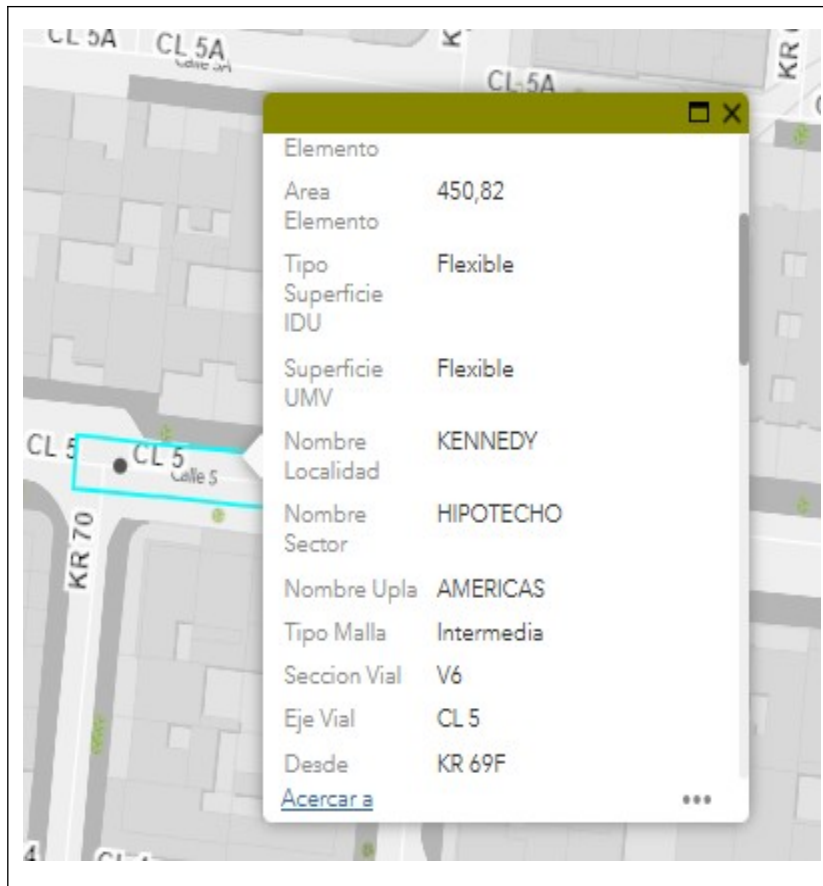 CL 5A
CL 5A
Calle 5A
CL 5A
Elemento
Area 450,82
Elemento
Tipo Flexible
Superficie
IDU
Superficie Flexible
UMV
Nombre KENNEDY
Localidad
Nombre HIPOTECHO
Sector
Nombre Upla AMERICAS
Tipo Malla Intermedia
Seccion Vial V6
Eje Vial CL 5
Desde KR 69F
Acercar a
CL 5
CL 5
Calle 5
KR 70